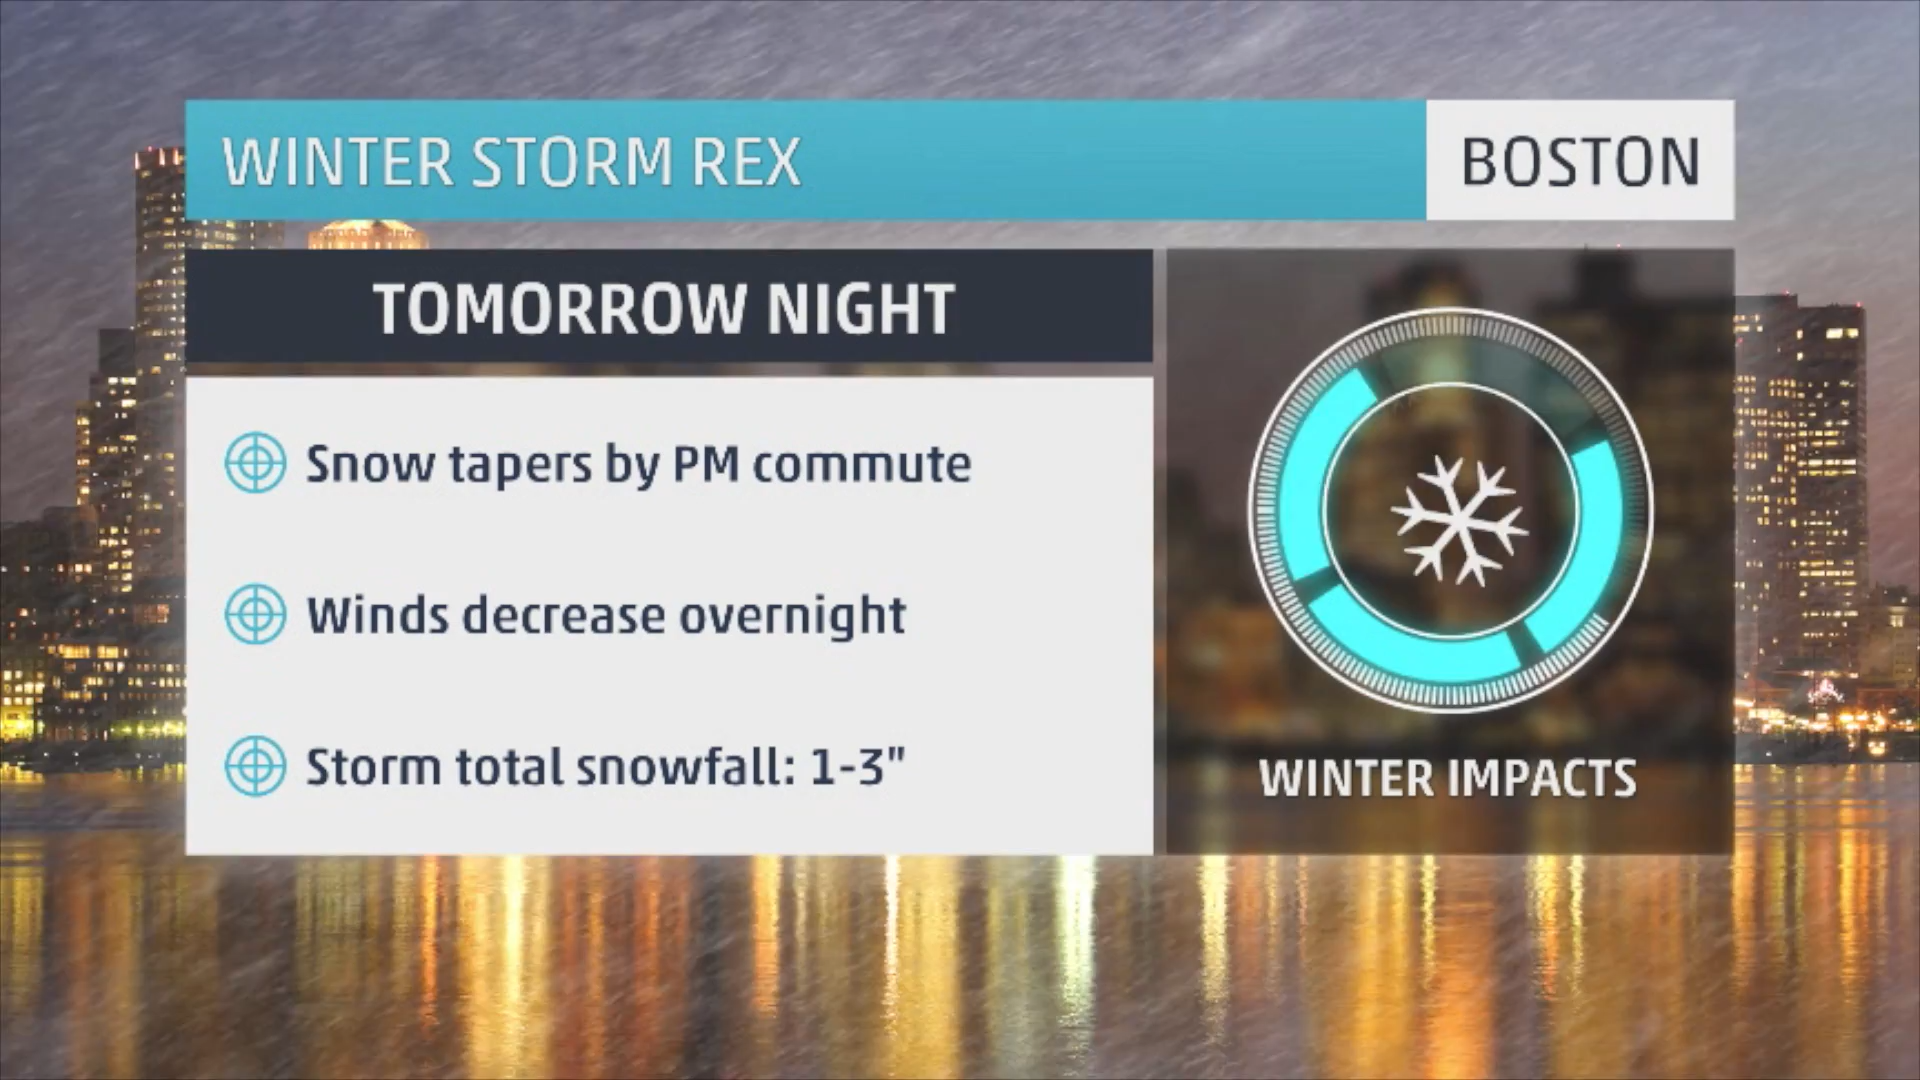 WINTER STORM REX
BOSTON
TOMORROW NIGHT
Snow tapers by PM commute
Winds decrease overnight
Storm total snowfall: 1-3"
WINTER IMPACTS